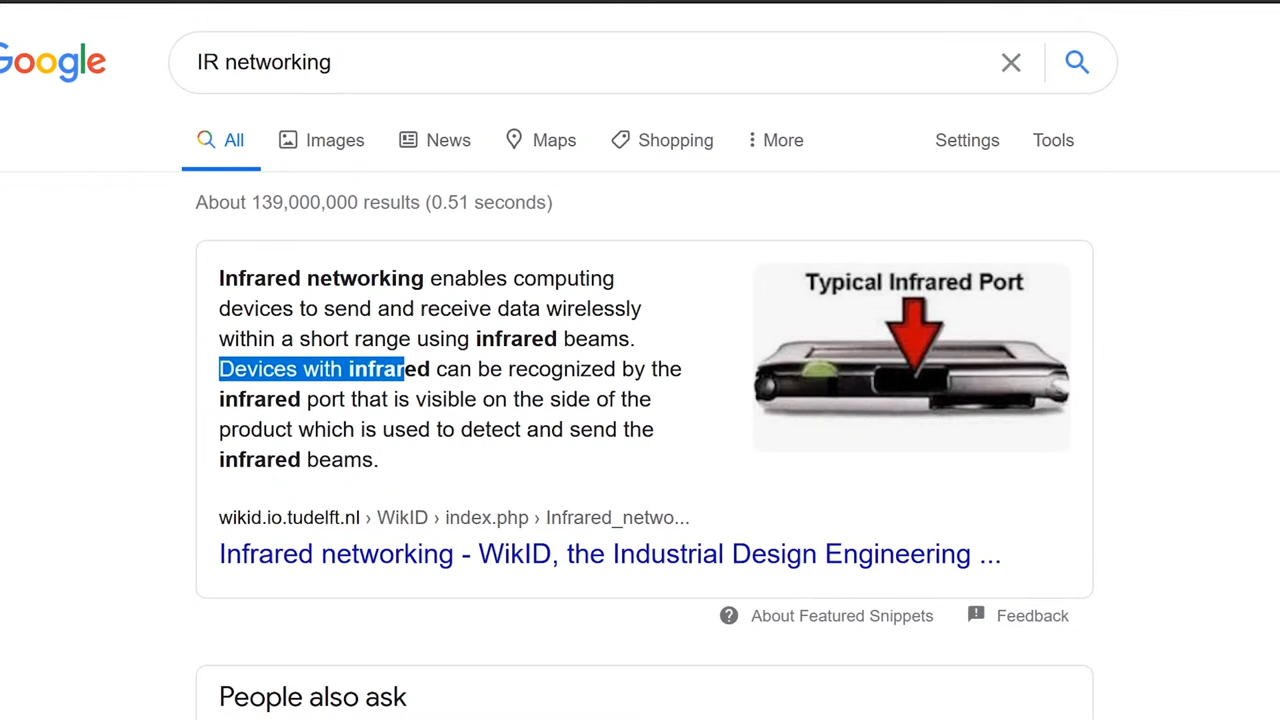 Google
IR networking
All Images News Maps Shopping More Settings Tools
About 139,000,000 results (0.51 seconds)
Infrared networking enables computing
devices to send and receive data wirelessly
within a short range using infrared beams.
Devices with infrared can be recognized by the
infrared port that is visible on the side of the
product which is used to detect and send the
infrared beams.
Typical Infrared Port
wikid.io.tudelft.nl › WikID › index.php › Infrared_netwo...
Infrared networking - WikID, the Industrial Design Engineering ...
About Featured Snippets Feedback
People also ask